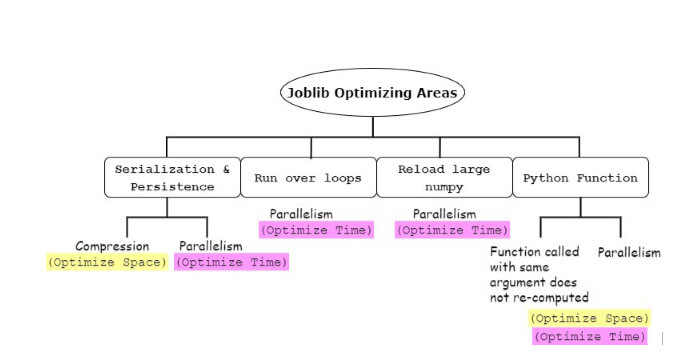 Joblib Optimizing Areas
Serialization &
Persistence
Run over loops
Reload large
numpy
Python Function
Compression
(Optimize Space)
Parallelism
(Optimize Time)
Parallelism
(Optimize Time)
Parallelism
(Optimize Time)
Function called
with same
argument does
not re-computed
Parallelism
(Optimize Space)
(Optimize Time)